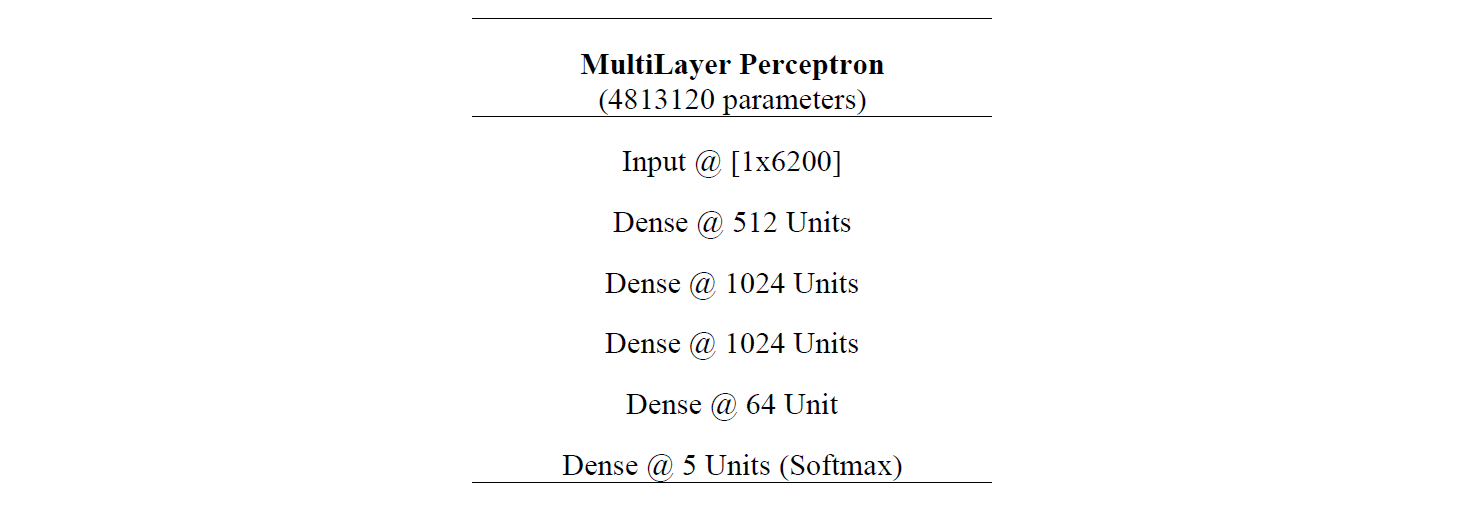 MultiLayer Perceptron
(4813120 parameters)
Input @ [1x6200]
Dense @ 512 Units
Dense @ 1024 Units
Dense @ 1024 Units
Dense @ 64 Unit
Dense @ 5 Units (Softmax)